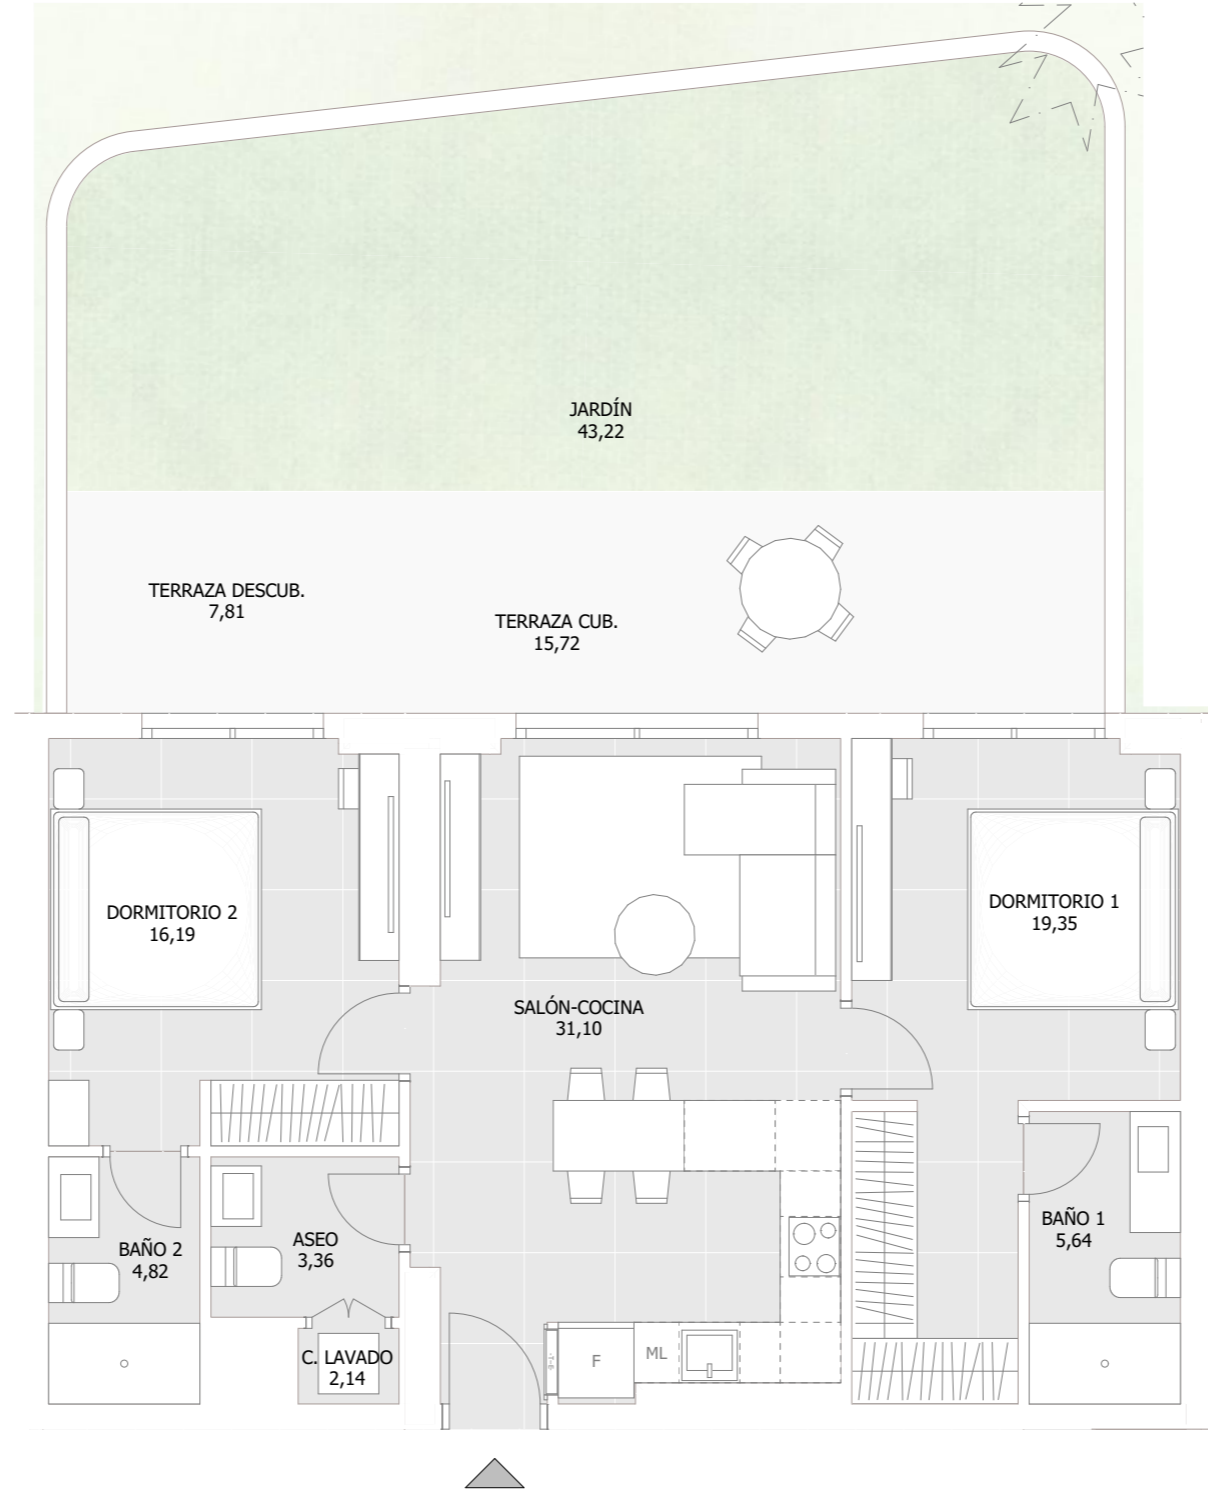 JARDÍN
43,22
TERRAZA DESCUB.
7,81
TERRAZA CUB.
15,72
DORMITORIO 2
16,19
DORMITORIO 1
19,35
SALÓN-COCINA
31,10
BAÑO 2
4,82
ASEO
3,36
BAÑO 1
5,64
C. LAVADO
2,14
F
ML